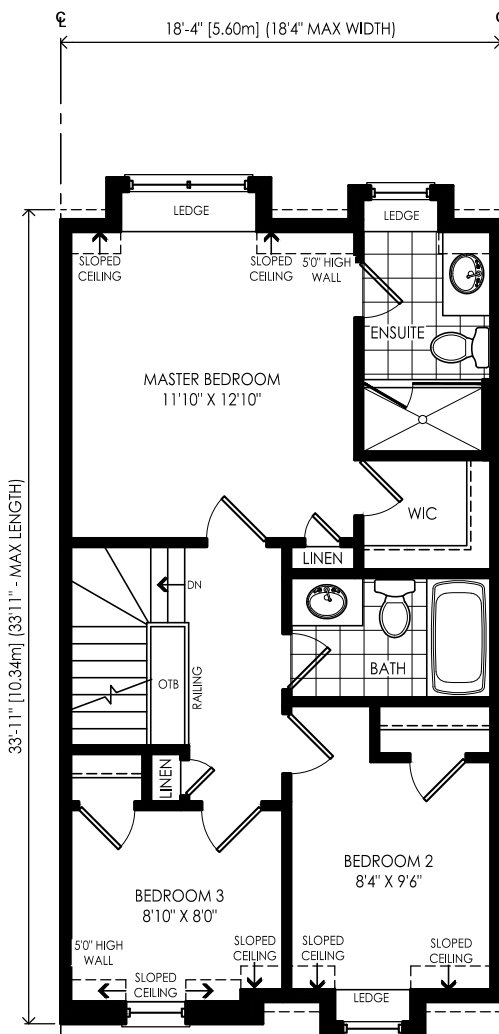 18'-4" [5.60m] (18'4" MAX WIDTH)
LEDGE
LEDGE
SLOPED
CEILING
SLOPED
CEILING
5'0" HIGH
WALL
ENSUITE
MASTER BEDROOM
11'10" X 12'10"
WIC
LINEN
DN
BATH
OTB
RAILING
LINEN
33'-11" [10.34m] (33'11" - MAX LENGTH)
BEDROOM 2
8'4" X 9'6"
BEDROOM 3
8'10" X 8'0"
5'0" HIGH
WALL
SLOPED
CEILING
SLOPED
CEILING
SLOPED
CEILING
SLOPED
CEILING
LEDGE